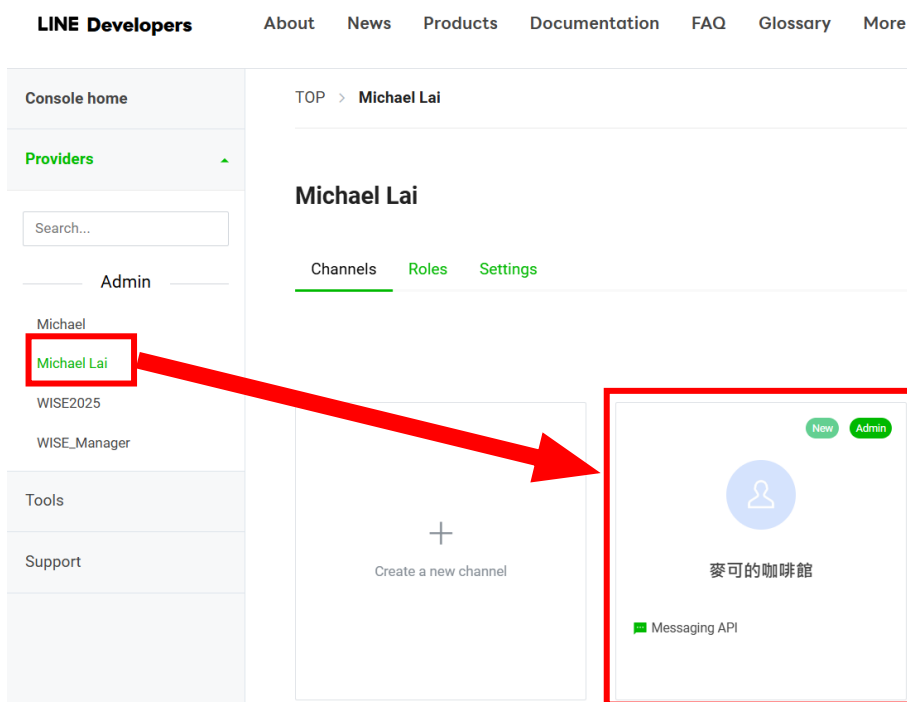 LINE Developers
About News Products Documentation FAQ Glossary More
Console home
Providers
Search...
Admin
Michael
Michael Lai
WISE2025
WISE_Manager
Tools
Support
TOP > Michael Lai
Michael Lai
Channels Roles Settings
Create a new channel
New Admin
麥可的咖啡館
Messaging API